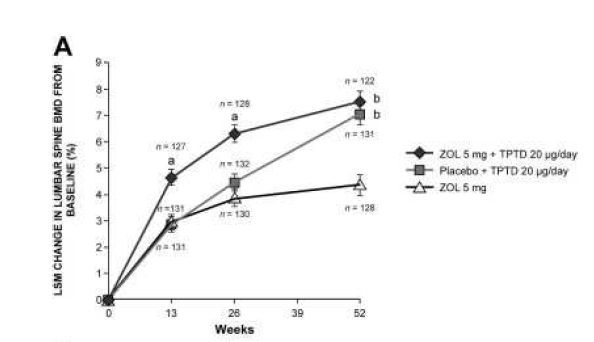 A
LSM CHANGE IN LUMBAR SPINE BMD FROM
BASELINE (%)
9
8
7
6
5
4
3
2
1
0
n = 127
a
n = 128
a
n = 122
b
b
n = 131
n = 132
n =131
n = 130
n = 128
n = 131
0
13
26
39
52
Weeks
ZOL 5 mg + TPTD 20 µg/day
Placebo + TPTD 20 µg/day
ZOL 5 mg